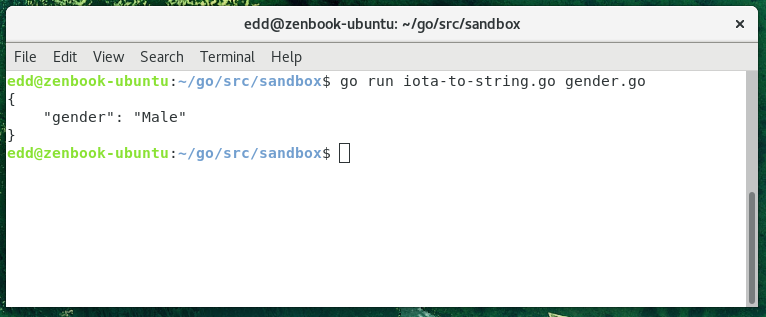 edd@zenbook-ubuntu: ~/go/src/sandbox
File Edit View Search Terminal Help
edd@zenbook-ubuntu:~/go/src/sandbox$ go run iota-to-string.go gender.go
{
    "gender": "Male"
}
edd@zenbook-ubuntu:~/go/src/sandbox$